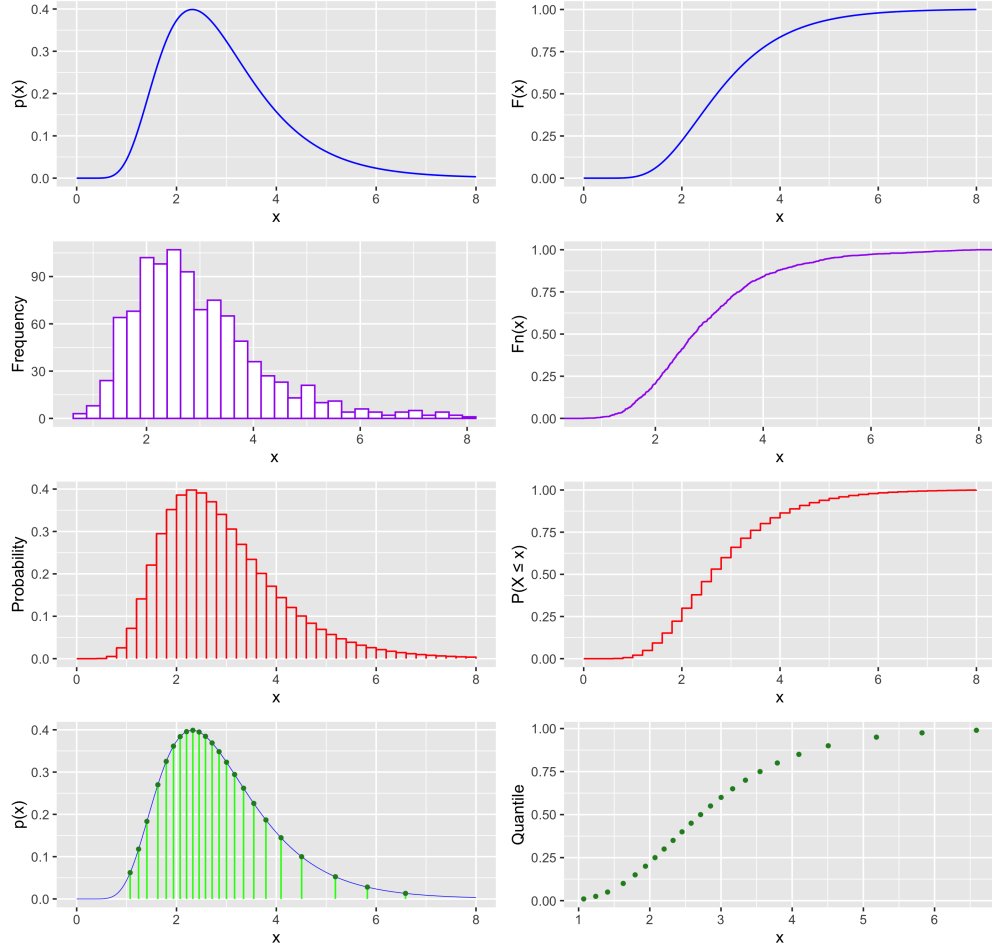 p(x)
0.4
0.3
0.2
0.1
0.0
0 2 4 6 8
x
F(x)
1.00
0.75
0.50
0.25
0.00
0 2 4 6 8
x
Frequency
90
60
30
0
2 4 6 8
x
Fn(x)
1.00
0.75
0.50
0.25
0.00
2 4 6 8
x
Probability
0.4
0.3
0.2
0.1
0.0
0 2 4 6 8
x
P(X ≤ x)
1.00
0.75
0.50
0.25
0.00
0 2 4 6 8
x
p(x)
0.4
0.3
0.2
0.1
0.0
0 2 4 6 8
x
Quantile
1.00
0.75
0.50
0.25
0.00
1 2 3 4 5 6
x